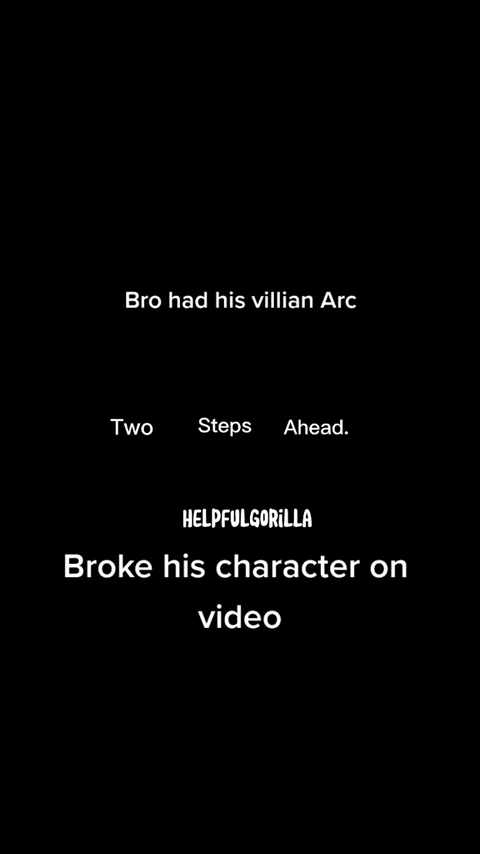 Bro had his villian Arc
Two Steps Ahead.
HELPFULGORiLLA
Broke his character on
video